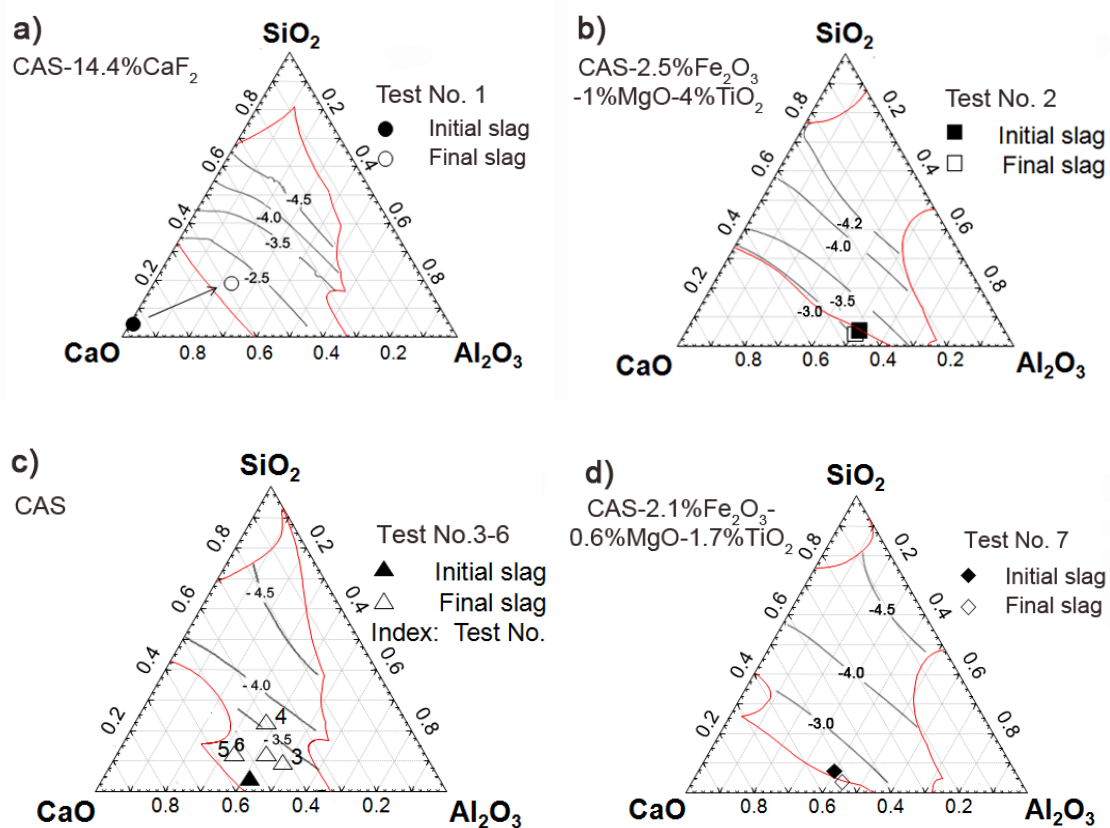 a)
SiO₂
CAS-14.4%CaF₂
Test No. 1
Initial slag
Final slag
0.8
0.2
0.6
0.4
0.4
0.6
0.2
0.8
-4.5
-4.0
-3.5
-2.5
CaO
0.8
0.6
0.4
0.2
Al₂O₃
b)
SiO₂
CAS-2.5%Fe₂O₃
-1%MgO-4%TiO₂
Test No. 2
Initial slag
Final slag
0.8
0.2
0.6
0.4
0.4
0.6
0.2
0.8
-4.2
-4.0
-3.5
-3.0
CaO
0.8
0.6
0.4
0.2
Al₂O₃
c)
SiO₂
CAS
Test No.3-6
Initial slag
Final slag
Index: Test No.
0.8
0.2
0.6
0.4
0.4
0.6
0.2
0.8
- 4.5
- 4.0
- 3.5
4
5
6
3
CaO
0.8
0.6
0.4
0.2
Al₂O₃
d)
SiO₂
CAS-2.1%Fe₂O₃-
0.6%MgO-1.7%TiO₂
Test No. 7
Initial slag
Final slag
0.8
0.2
0.6
0.4
0.4
0.6
0.2
0.8
-4.5
-4.0
-3.0
CaO
0.8
0.6
0.4
0.2
Al₂O₃